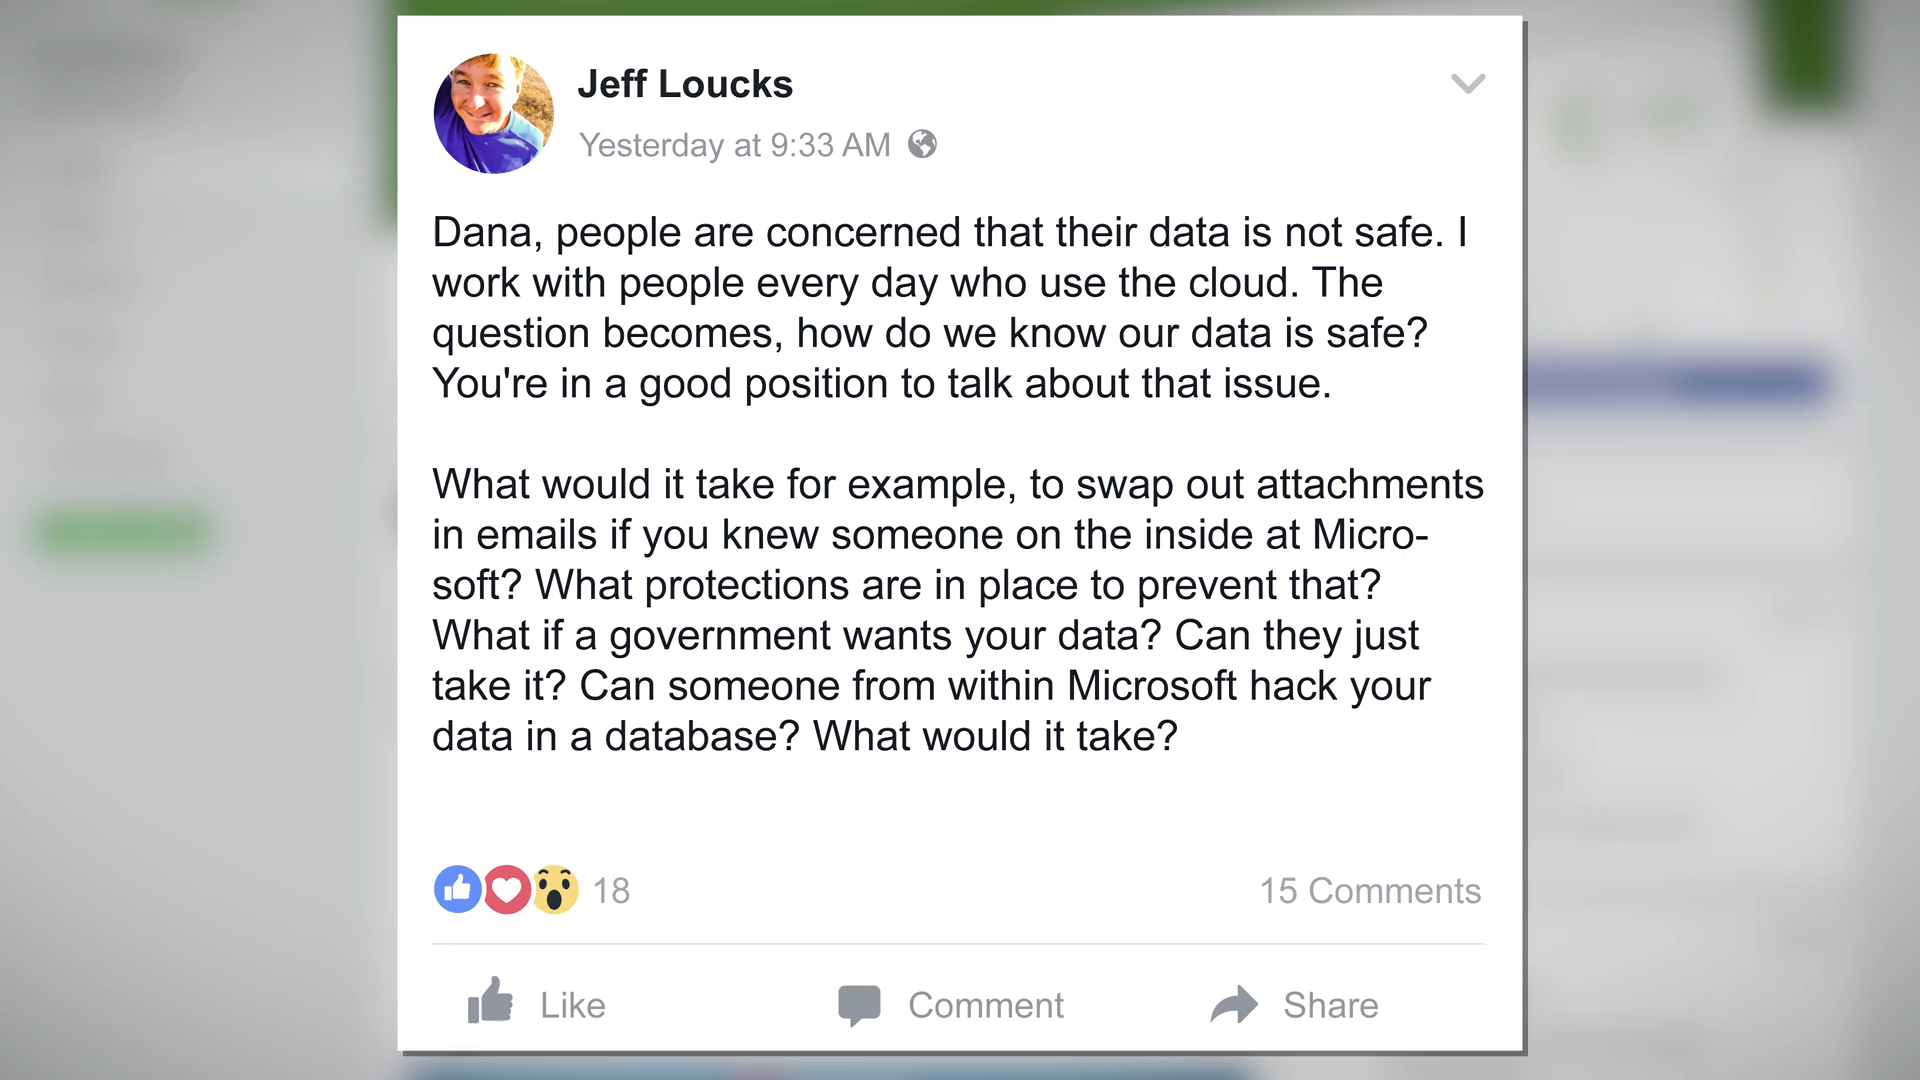 Jeff Loucks
Yesterday at 9:33 AM
Dana, people are concerned that their data is not safe. I
work with people every day who use the cloud. The
question becomes, how do we know our data is safe?
You're in a good position to talk about that issue.
What would it take for example, to swap out attachments
in emails if you knew someone on the inside at Micro-
soft? What protections are in place to prevent that?
What if a government wants your data? Can they just
take it? Can someone from within Microsoft hack your
data in a database? What would it take?
18
15 Comments
Like
Comment
Share